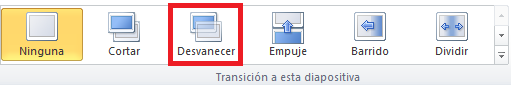 Ninguna Cortar Desvanecer Empuje Barrido Dividir
Transición a esta diapositiva